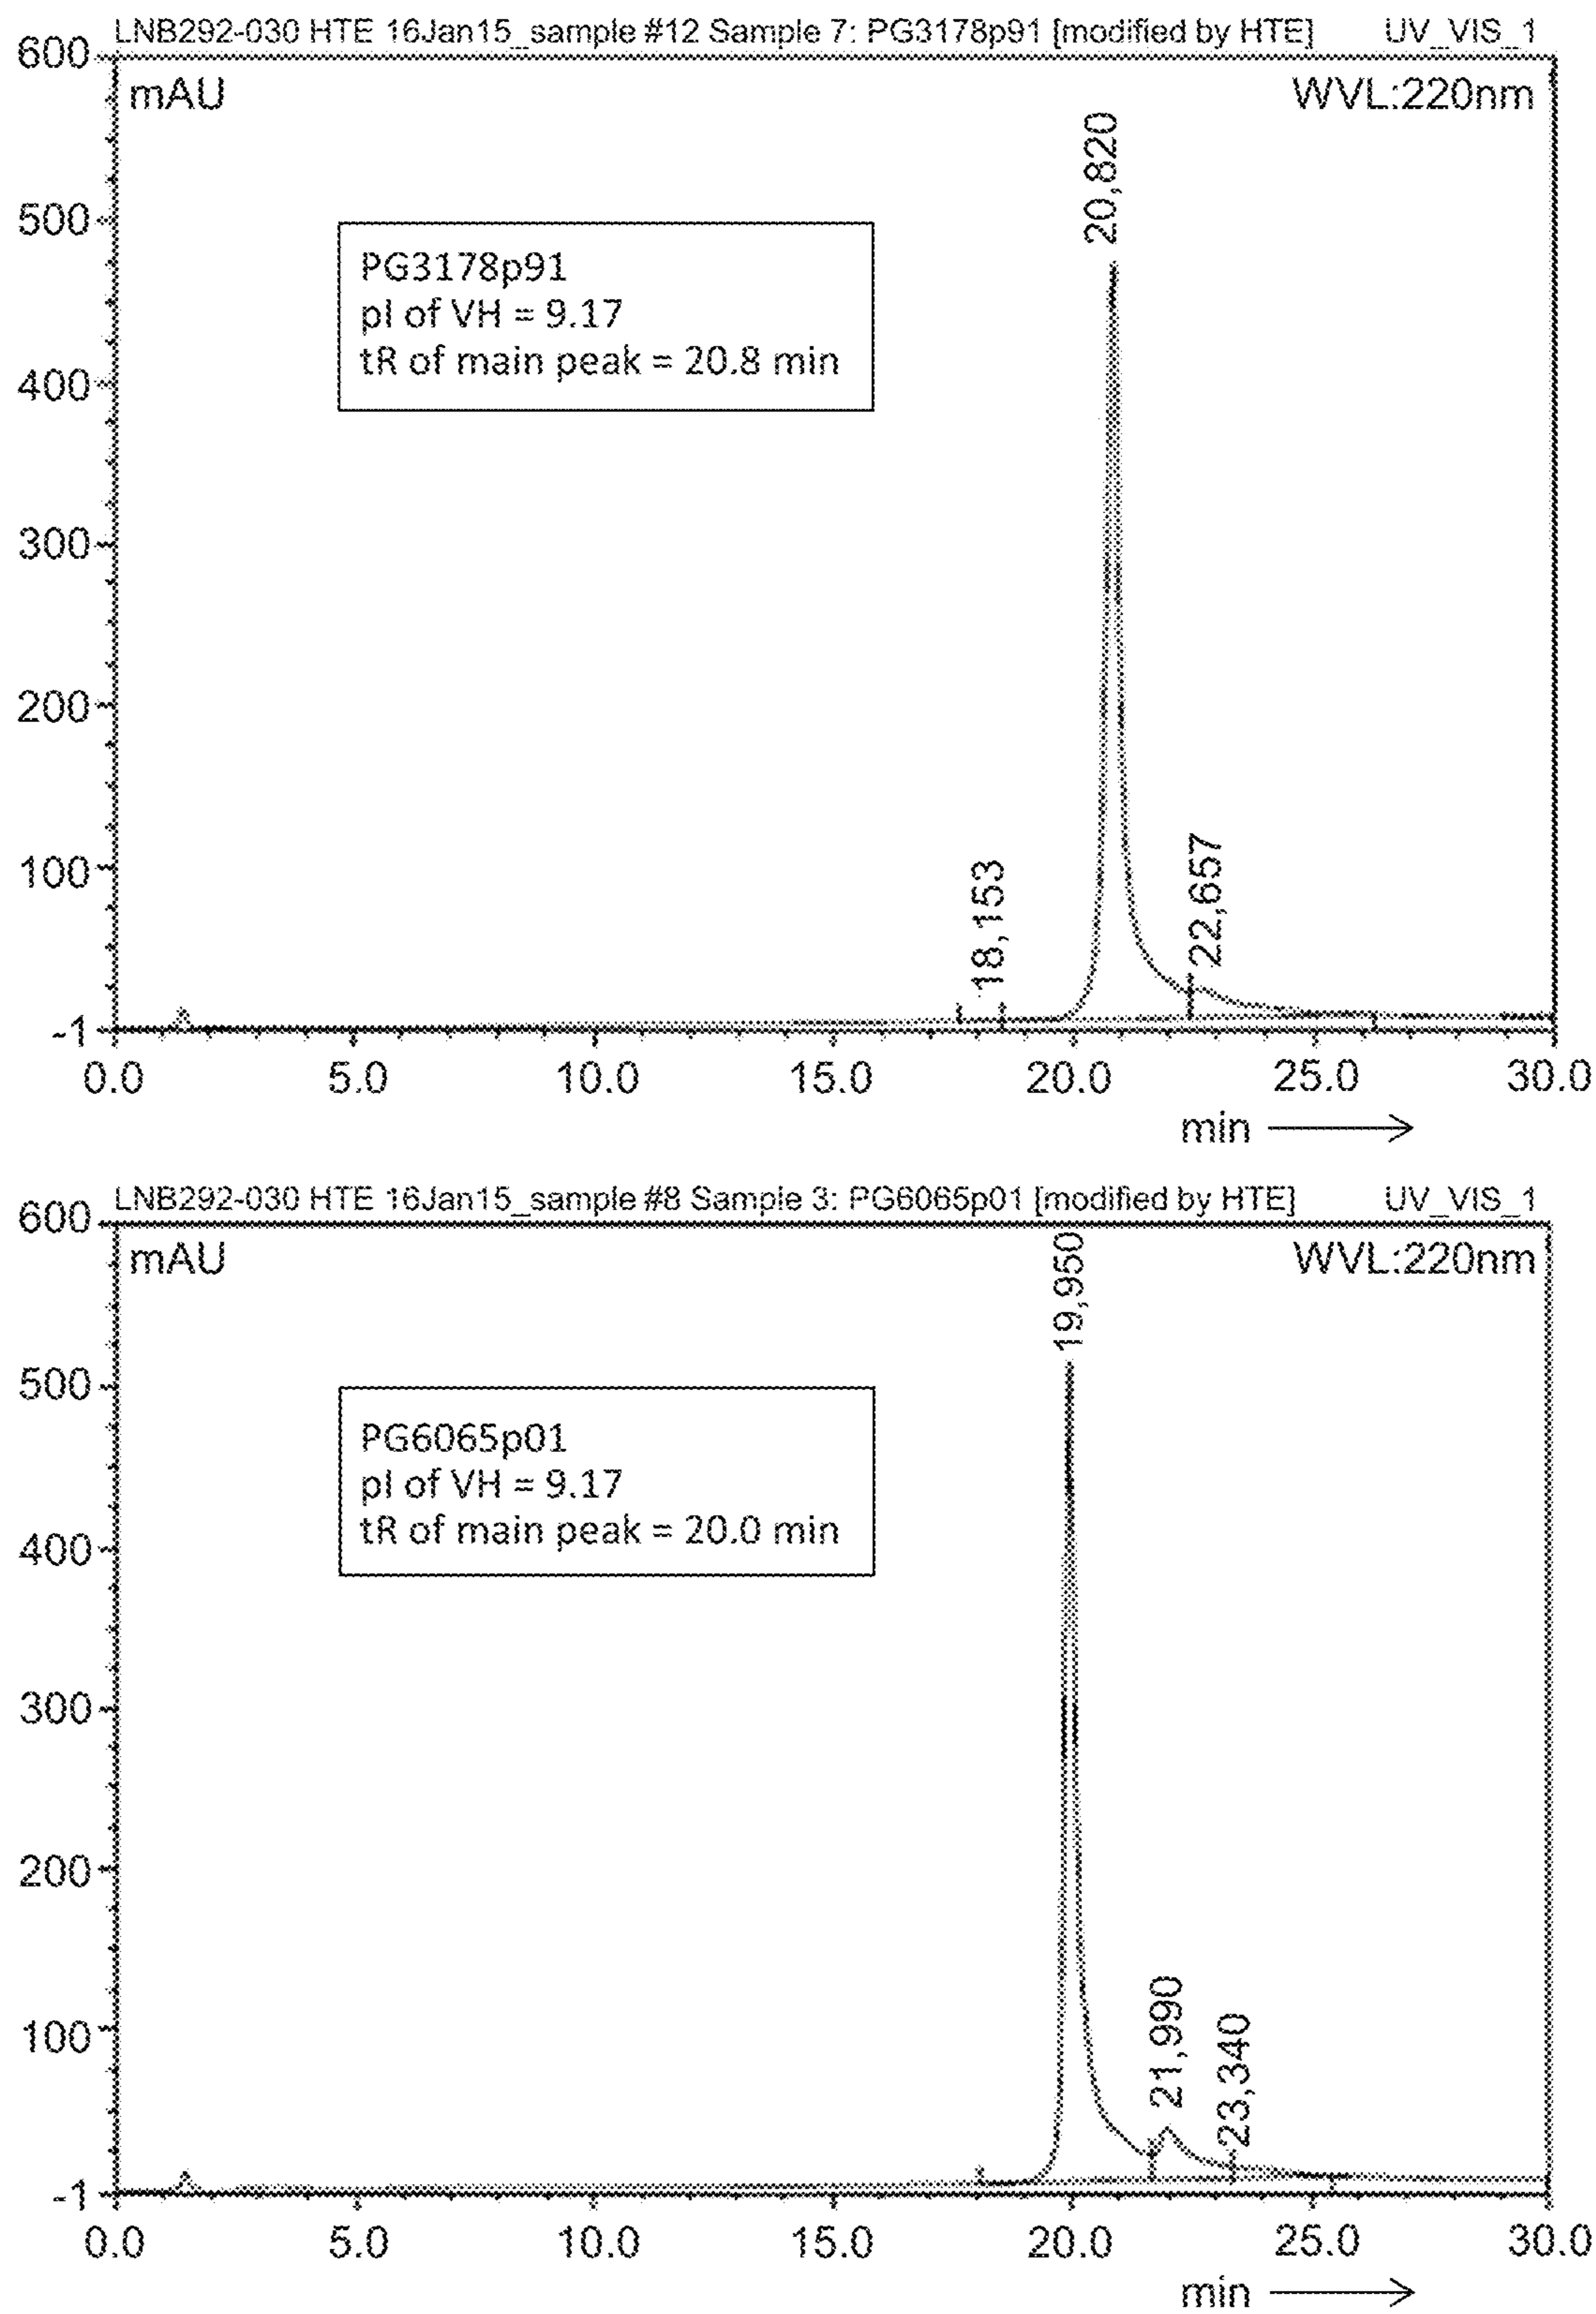 LNB292-030 HTE 16Jan15_sample #12 Sample 7: PG3178p91 [modified by HTE] UV_VIS_1
600
mAU
WVL:220nm
20,820
500
PG3178p91
pI of VH = 9.17
tR of main peak = 20.8 min
400
300
200
100
18,153
22,657
-1
0.0 5.0 10.0 15.0 20.0 25.0 30.0
min
LNB292-030 HTE 16Jan15_sample #8 Sample 3: PG6065p01 [modified by HTE] UV_VIS_1
600
mAU
WVL:220nm
19,950
500
PG6065p01
pI of VH = 9.17
tR of main peak = 20.0 min
400
300
200
100
21,990
23,340
-1
0.0 5.0 10.0 15.0 20.0 25.0 30.0
min